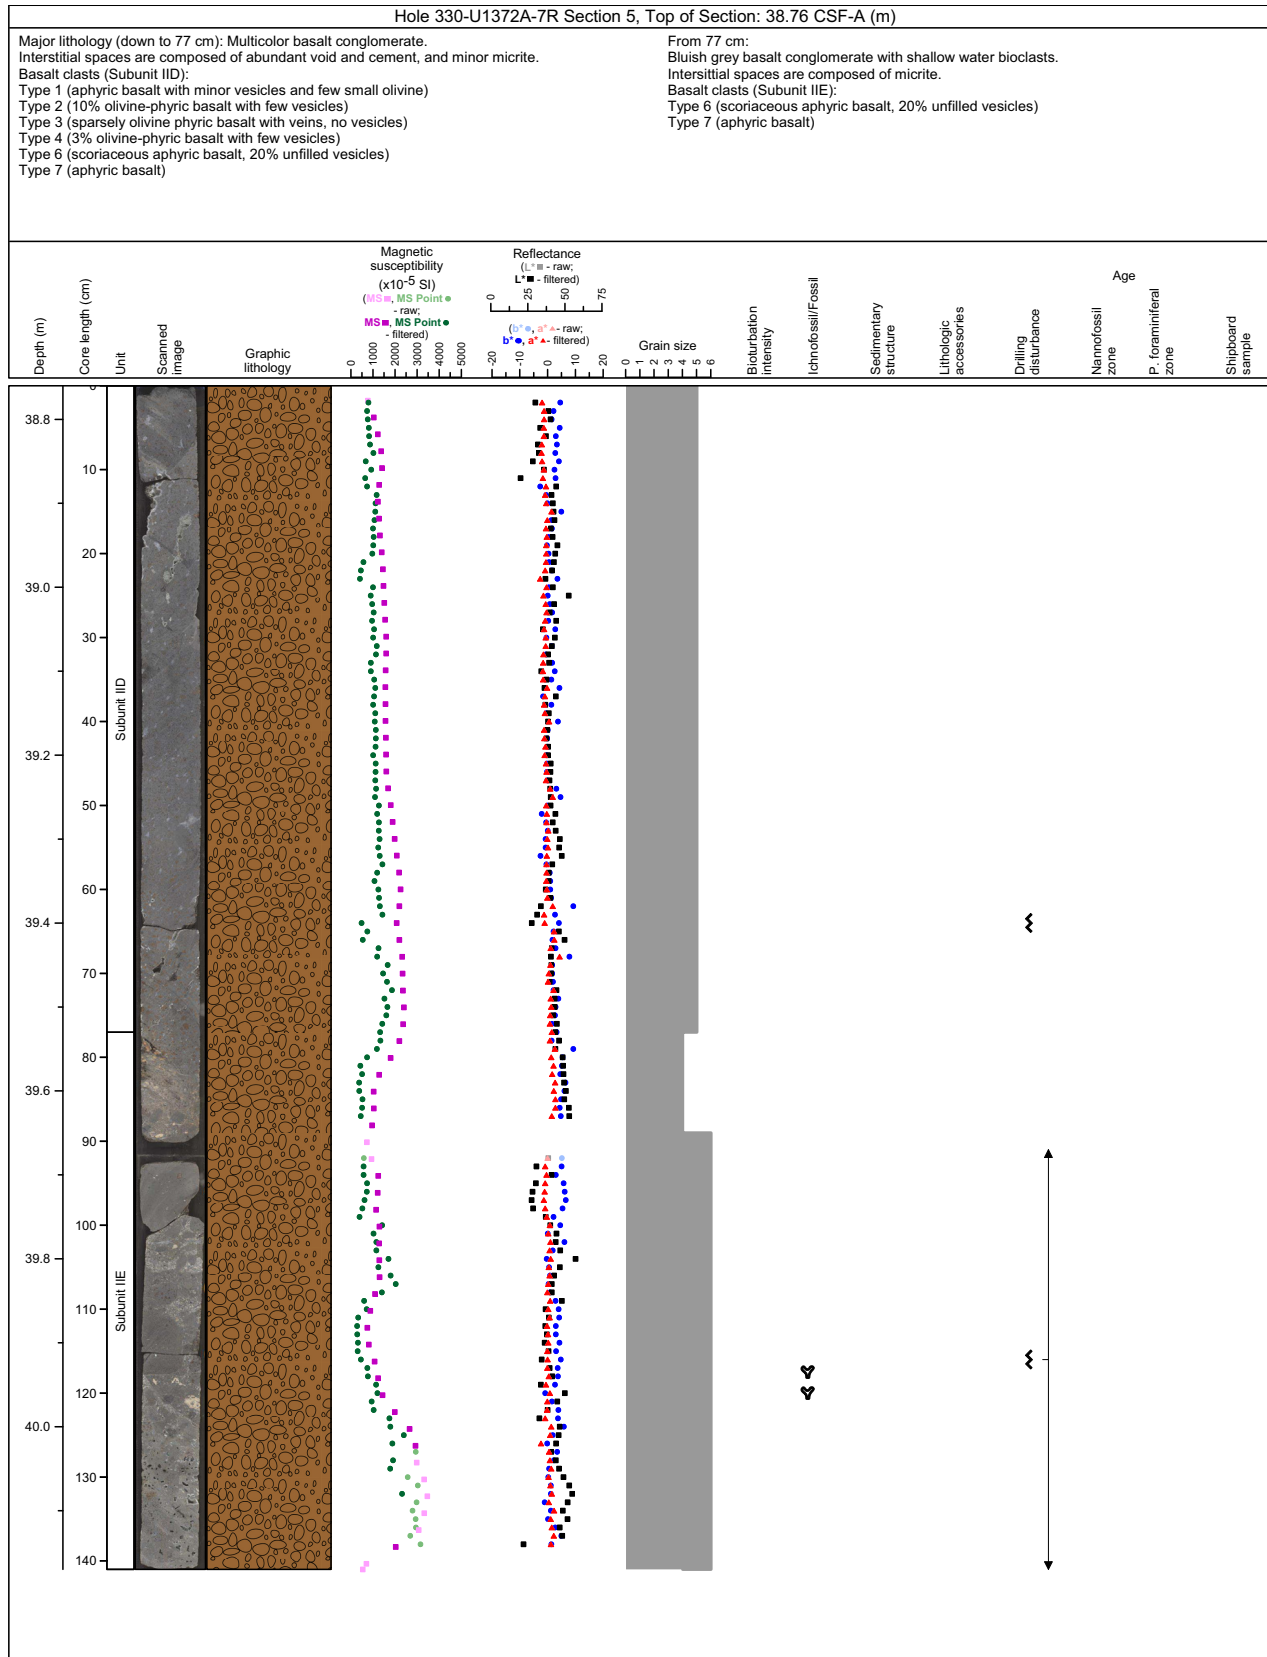 Hole 330-U1372A-7R Section 5, Top of Section: 38.76 CSF-A (m)
Major lithology (down to 77 cm): Multicolor basalt conglomerate.
Interstitial spaces are composed of abundant void and cement, and minor micrite.
Basalt clasts (Subunit IID):
Type 1 (aphyric basalt with minor vesicles and few small olivine)
Type 2 (10% olivine-phyric basalt with few vesicles)
Type 3 (sparsely olivine phyric basalt with veins, no vesicles)
Type 4 (3% olivine-phyric basalt with few vesicles)
Type 6 (scoriaceous aphyric basalt, 20% unfilled vesicles)
Type 7 (aphyric basalt)
From 77 cm:
Bluish grey basalt conglomerate with shallow water bioclasts.
Intersittial spaces are composed of micrite.
Basalt clasts (Subunit IIE):
Type 6 (scoriaceous aphyric basalt, 20% unfilled vesicles)
Type 7 (aphyric basalt)
Depth (m)
Core length (cm)
Unit
Scanned
image
Graphic
lithology
Magnetic
susceptibility
(x10-5 SI)
(MS ■, MS Point ●
- raw;
MS ■, MS Point ●
- filtered)
0 1000 2000 3000 4000 5000
Reflectance
(L* ■ - raw;
L* ■ - filtered)
0 25 50 75
(b* ●, a* ▲ - raw;
b* ●, a* ▲ - filtered)
-20 -10 0 10 20
Grain size
0 1 2 3 4 5 6
Bioturbation
intensity
Ichnofossil/Fossil
Sedimentary
structure
Lithologic
accessories
Drilling
disturbance
Age
Nannofossil
zone
P. foraminiferal
zone
Shipboard
sample
0
38.8
10
20
39.0
30
Subunit IID
40
39.2
50
60
39.4
70
80
39.6
90
100
39.8
Subunit IIE
110
120
40.0
130
140